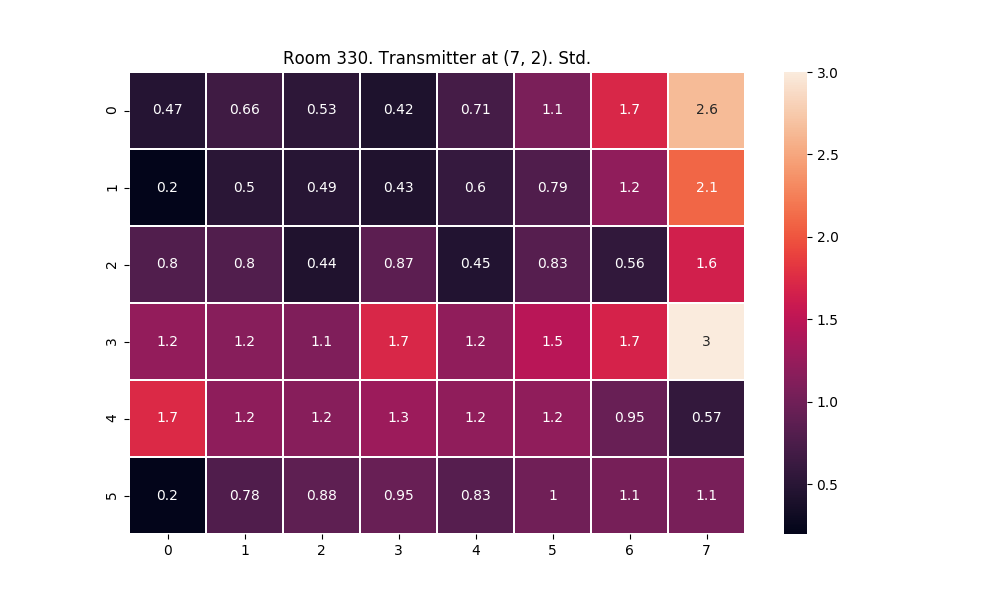 Room 330. Transmitter at (7, 2). Std.
0 0.47 0.66 0.53 0.42 0.71 1.1 1.7 2.6
1 0.2 0.5 0.49 0.43 0.6 0.79 1.2 2.1
2 0.8 0.8 0.44 0.87 0.45 0.83 0.56 1.6
3 1.2 1.2 1.1 1.7 1.2 1.5 1.7 3
4 1.7 1.2 1.2 1.3 1.2 1.2 0.95 0.57
5 0.2 0.78 0.88 0.95 0.83 1 1.1 1.1
0 1 2 3 4 5 6 7
3.0
2.5
2.0
1.5
1.0
0.5